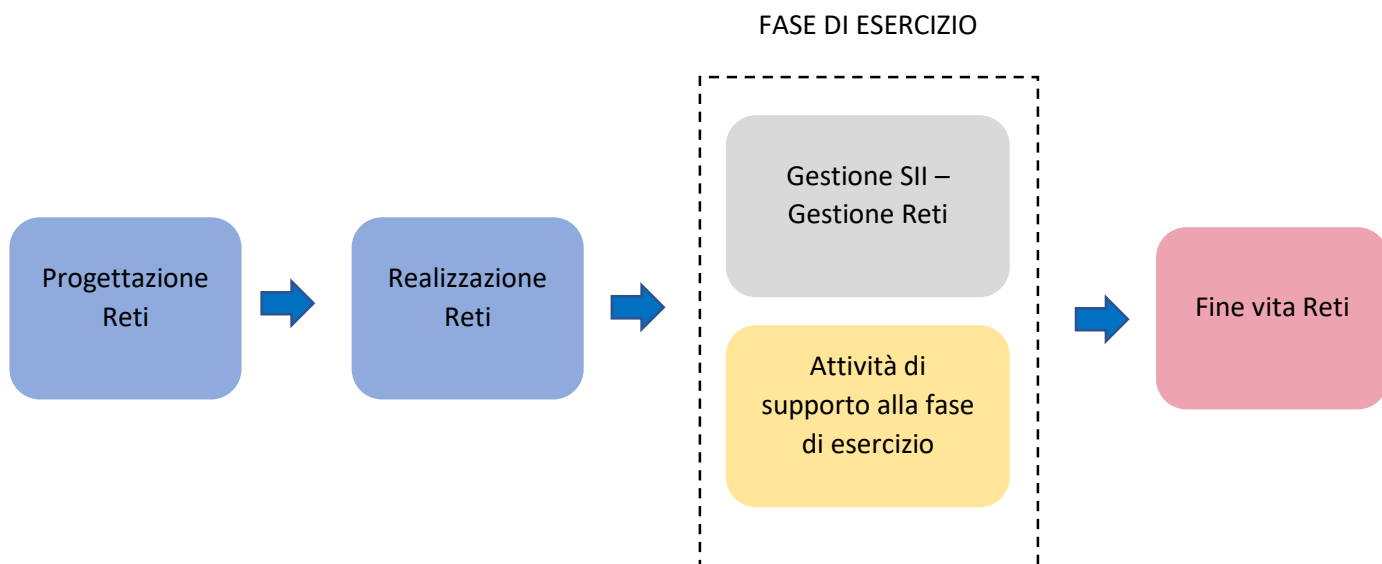 FASE DI ESERCIZIO
Progettazione
Reti
Realizzazione
Reti
Gestione SII –
Gestione Reti
Attività di
supporto alla fase
di esercizio
Fine vita Reti